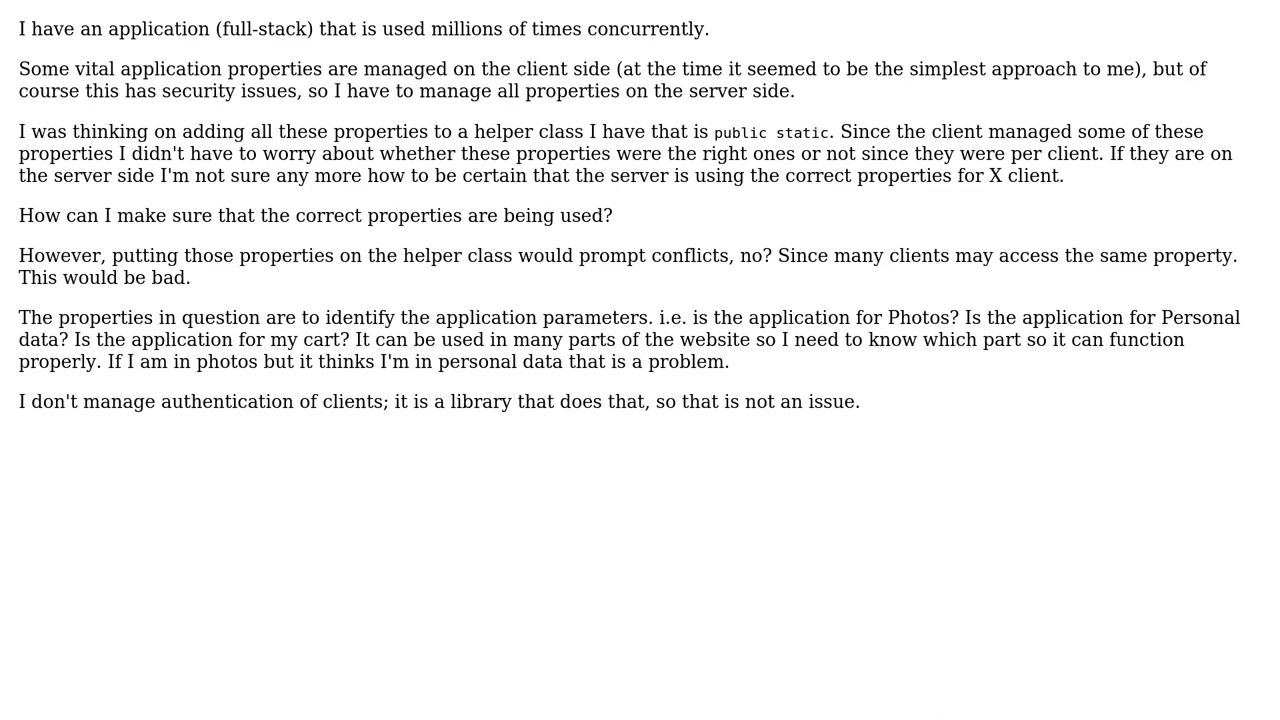 I have an application (full-stack) that is used millions of times concurrently.
Some vital application properties are managed on the client side (at the time it seemed to be the simplest approach to me), but of
course this has security issues, so I have to manage all properties on the server side.
I was thinking on adding all these properties to a helper class I have that is public static. Since the client managed some of these
properties I didn't have to worry about whether these properties were the right ones or not since they were per client. If they are on
the server side I'm not sure any more how to be certain that the server is using the correct properties for X client.
How can I make sure that the correct properties are being used?
However, putting those properties on the helper class would prompt conflicts, no? Since many clients may access the same property.
This would be bad.
The properties in question are to identify the application parameters. i.e. is the application for Photos? Is the application for Personal
data? Is the application for my cart? It can be used in many parts of the website so I need to know which part so it can function
properly. If I am in photos but it thinks I'm in personal data that is a problem.
I don't manage authentication of clients; it is a library that does that, so that is not an issue.